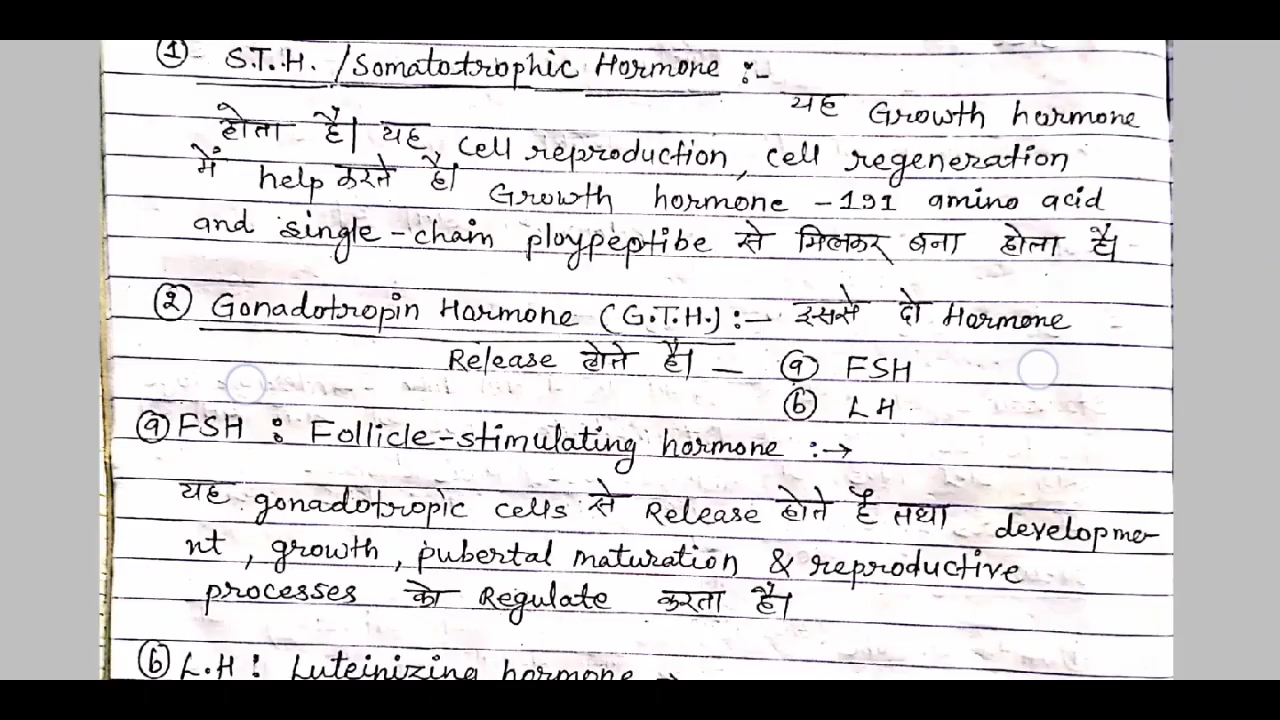 ① S.T.H. /Somatotrophic Hormone :-
यह Growth hormone
होता है। यह cell reproduction, cell regeneration
में help करते है। Growth hormone - 191 amino acid
and single-chain ploypeptibe से मिलकर बना होता है।
② Gonadotropin Hormone (G.T.H.) :- इससे दो Hormone
Release होते है। - ⓐ FSH
ⓑ LH
ⓐ FSH : Follicle-stimulating hormone :→
यह gonadotropic cells से Release होते है तथा developme-
nt, growth, pubertal maturation & reproductive
processes को Regulate करता है।
ⓑ L.H : Luteinizing hormone →